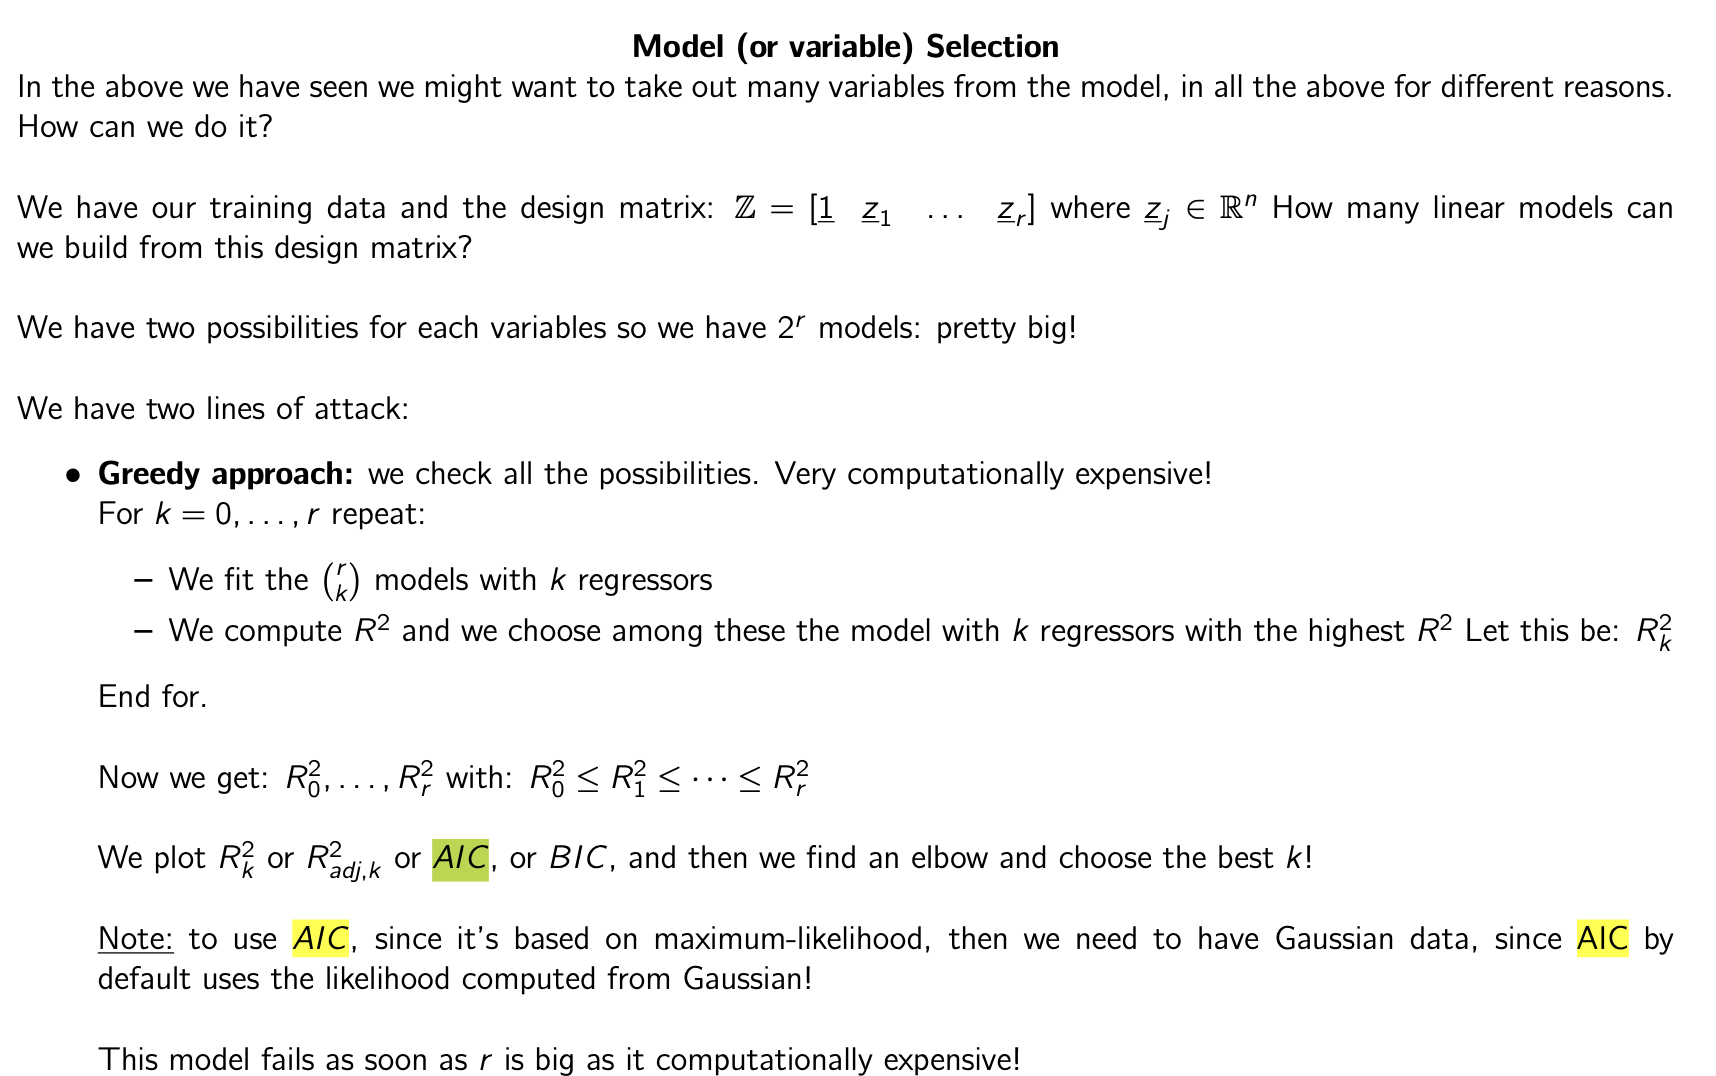 Model (or variable) Selection
In the above we have seen we might want to take out many variables from the model, in all the above for different reasons.
How can we do it?
We have our training data and the design matrix: ℤ = [1 z₁ … zᵣ] where zⱼ ∈ ℝⁿ How many linear models can
we build from this design matrix?
We have two possibilities for each variables so we have 2ʳ models: pretty big!
We have two lines of attack:
• Greedy approach: we check all the possibilities. Very computationally expensive!
For k = 0, . . . , r repeat:
– We fit the (r k) models with k regressors
– We compute R² and we choose among these the model with k regressors with the highest R² Let this be: R²_k
End for.
Now we get: R²_0, . . . , R²_r with: R²_0 ≤ R²_1 ≤ · · · ≤ R²_r
We plot R²_k or R²_adj,k or AIC, or BIC, and then we find an elbow and choose the best k!
Note: to use AIC, since it's based on maximum-likelihood, then we need to have Gaussian data, since AIC by
default uses the likelihood computed from Gaussian!
This model fails as soon as r is big as it computationally expensive!